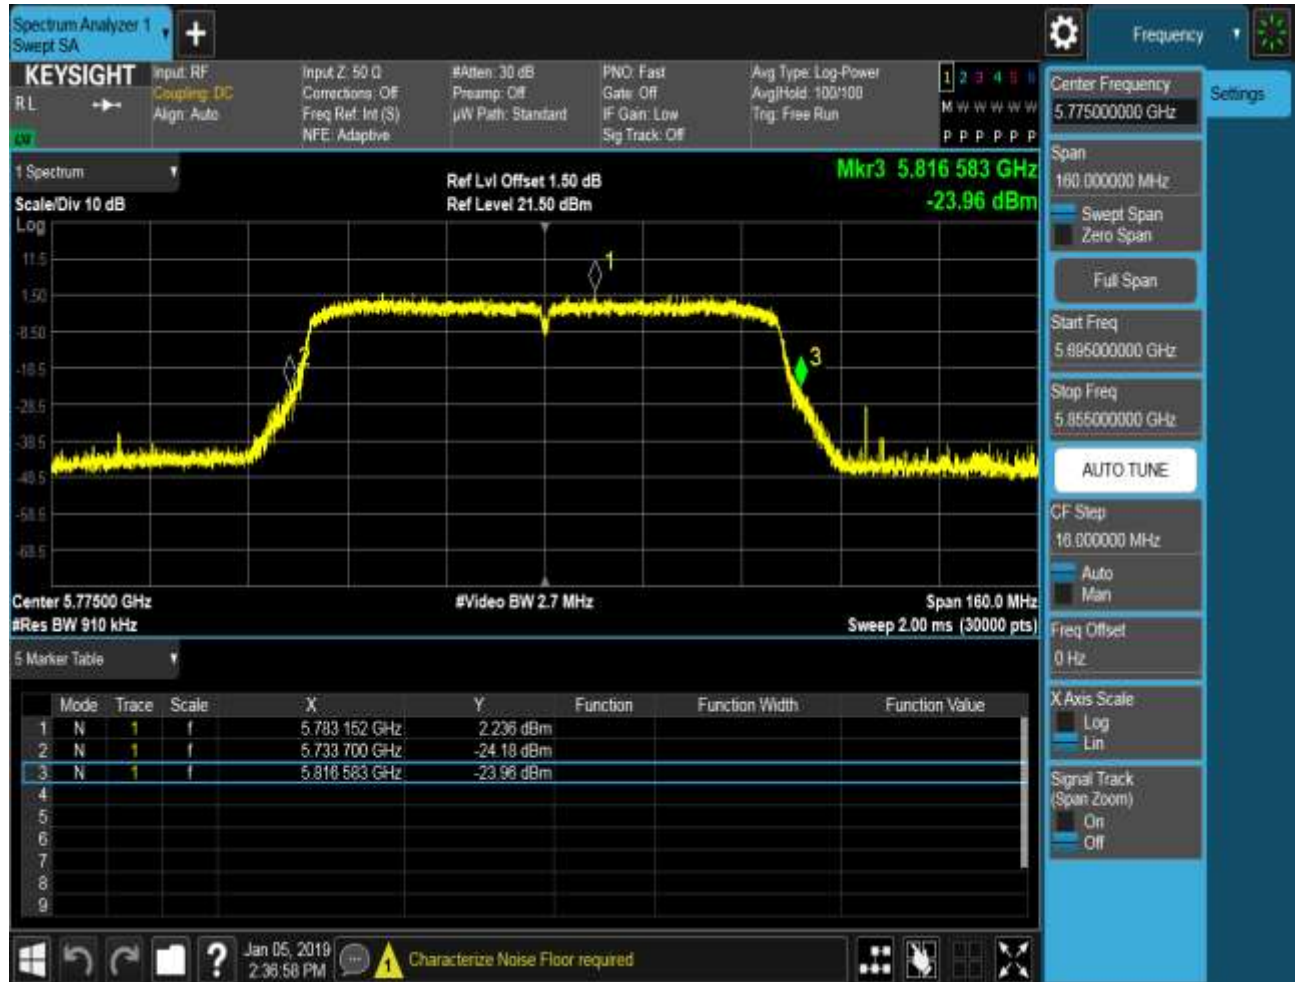 Spectrum Analyzer 1
Swept SA
+
Frequency
KEYSIGHT
RL
Input: RF
Coupling: DC
Align: Auto
Input Z: 50 Ω
Corrections: Off
Freq Ref: Int (S)
NFE: Adaptive
#Atten: 30 dB
Preamp: Off
µW Path: Standard
PNO: Fast
Gate: Off
IF Gain: Low
Sig Track: Off
Avg Type: Log-Power
Avg|Hold: 100/100
Trig: Free Run
1 2 3 4 5 6
M W W W W W
P P P P P P
1 Spectrum
Scale/Div 10 dB
Log
Ref Lvl Offset 1.50 dB
Ref Level 21.50 dBm
Mkr3 5.816 583 GHz
-23.96 dBm
11.5
1.50
-8.50
-18.5
-28.5
-38.5
-48.5
-58.5
-68.5
1
2
3
Center 5.77500 GHz
#Res BW 910 kHz
#Video BW 2.7 MHz
Span 160.0 MHz
Sweep 2.00 ms (30000 pts)
5 Marker Table
Mode Trace Scale X Y Function Function Width Function Value
1 N 1 f 5.783 152 GHz 2.236 dBm
2 N 1 f 5.733 700 GHz -24.18 dBm
3 N 1 f 5.816 583 GHz -23.96 dBm
4
5
6
7
8
9
Center Frequency
5.775000000 GHz
Settings
Span
160.000000 MHz
Swept Span
Zero Span
Full Span
Start Freq
5.695000000 GHz
Stop Freq
5.855000000 GHz
AUTO TUNE
CF Step
16.000000 MHz
Auto
Man
Freq Offset
0 Hz
X Axis Scale
Log
Lin
Signal Track
(Span Zoom)
On
Off
?
Jan 05, 2019
2:36:58 PM
1
Characterize Noise Floor required